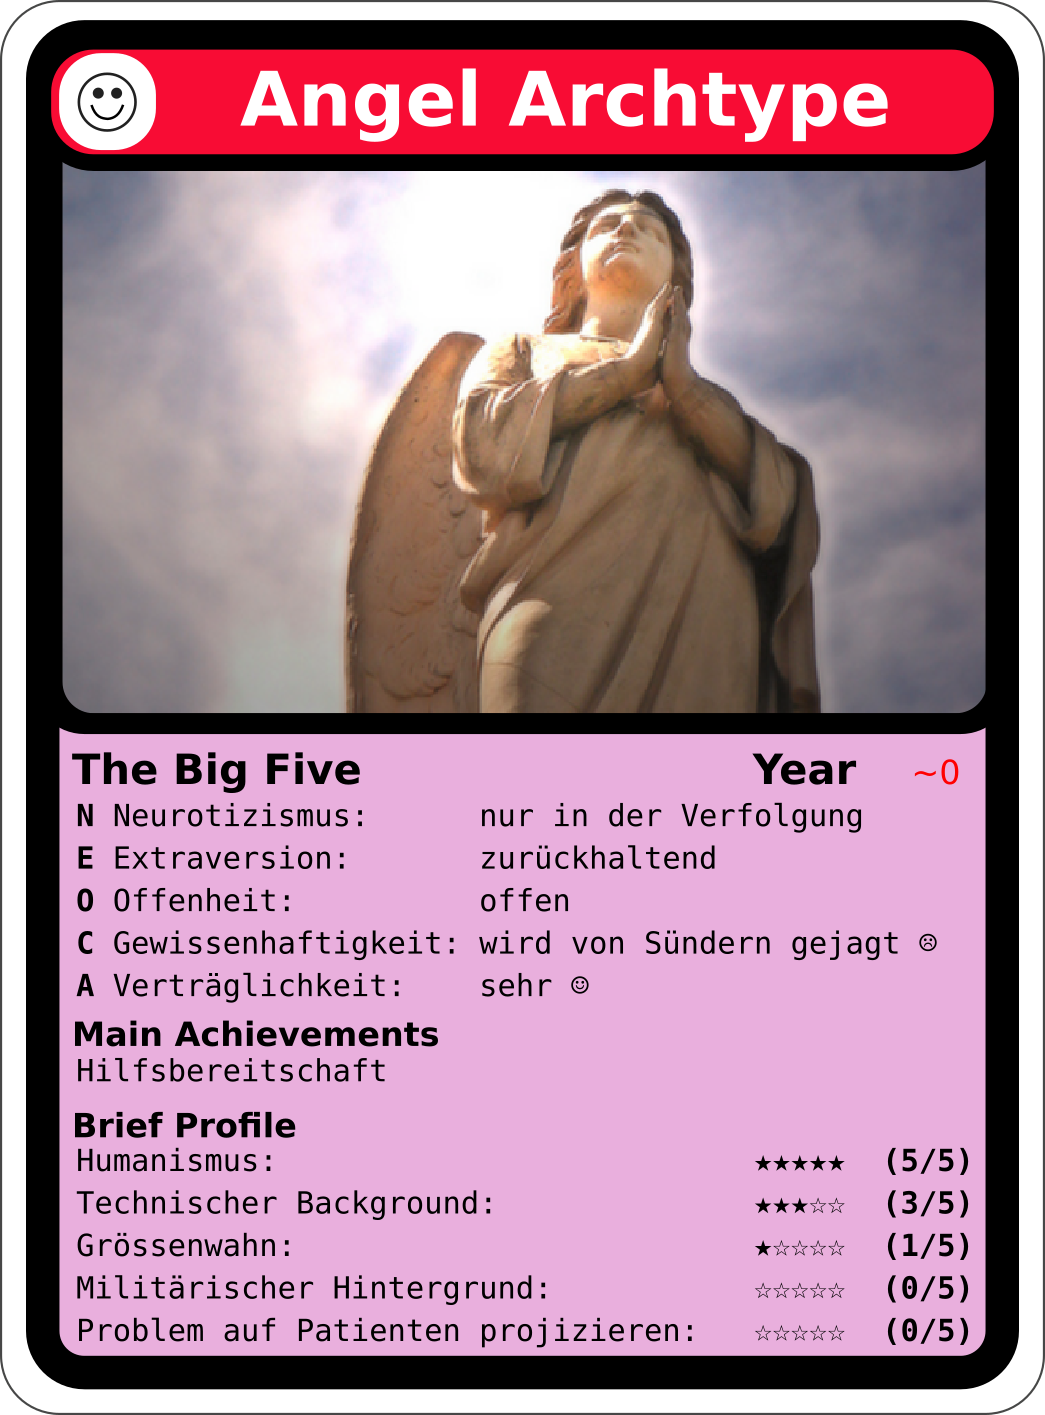 Angel Archtype
The Big Five Year ~0
N Neurotizismus: nur in der Verfolgung
E Extraversion: zurückhaltend
O Offenheit: offen
C Gewissenhaftigkeit: wird von Sündern gejagt ☹
A Verträglichkeit: sehr ☺
Main Achievements
Hilfsbereitschaft
Brief Profile
Humanismus: ★★★★★ (5/5)
Technischer Background: ★★★☆☆ (3/5)
Grössenwahn: ★☆☆☆☆ (1/5)
Militärischer Hintergrund: ☆☆☆☆☆ (0/5)
Problem auf Patienten projizieren: ☆☆☆☆☆ (0/5)